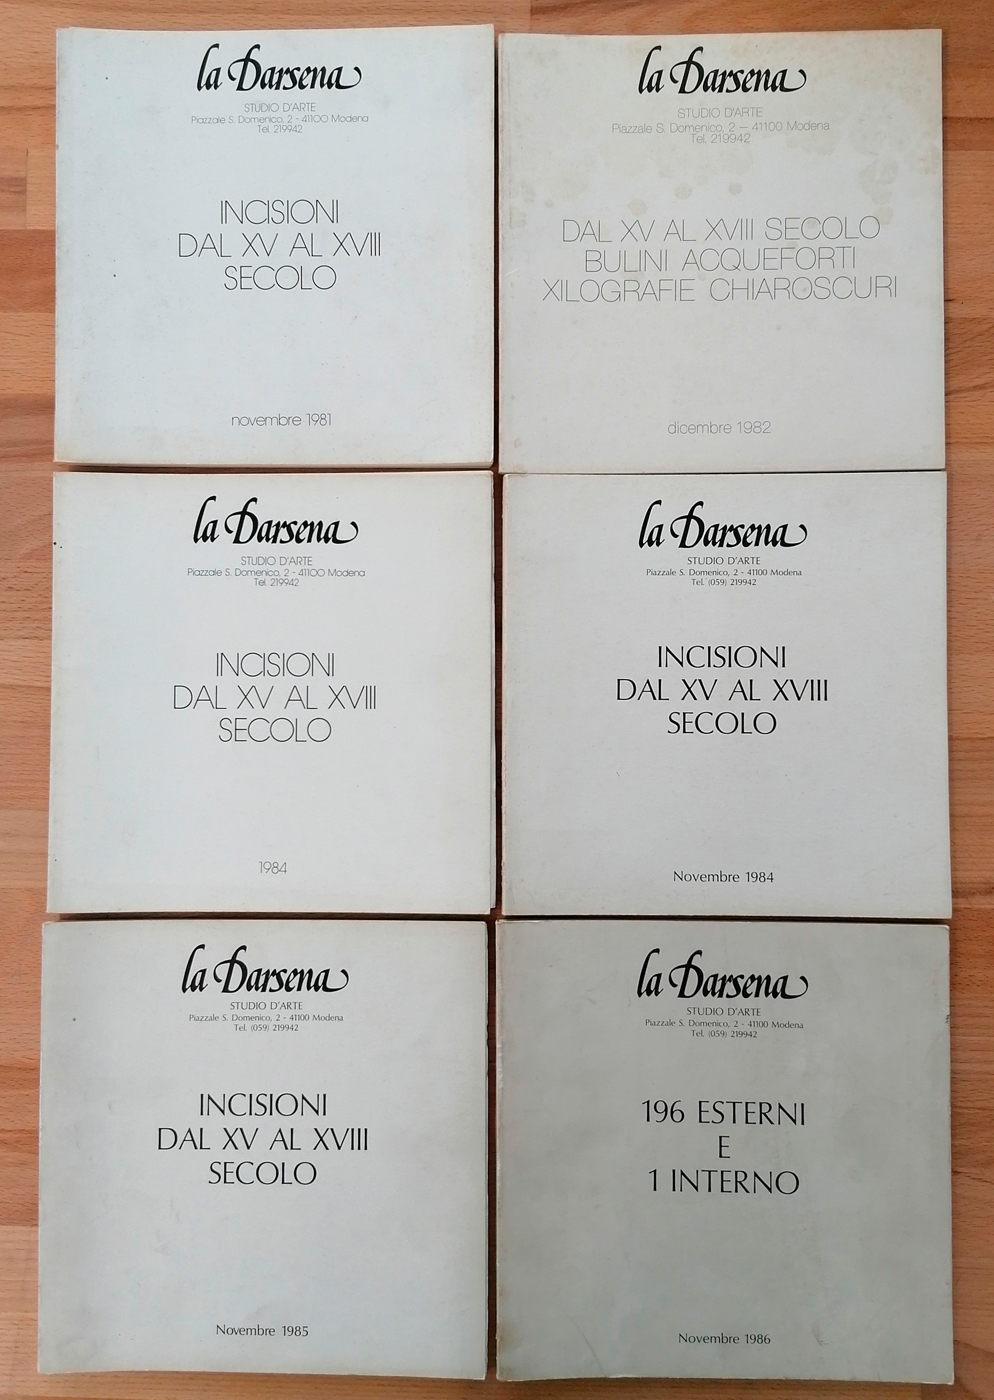 la Darsena
STUDIO D'ARTE
Piazzale S. Domenico, 2 - 41100 Modena
Tel. 219942
INCISIONI
DAL XV AL XVIII
SECOLO
novembre 1981
la Darsena
STUDIO D'ARTE
Piazzale S. Domenico, 2 — 41100 Modena
Tel. 219942
DAL XV AL XVIII SECOLO
BULINI ACQUEFORTI
XILOGRAFIE CHIAROSCURI
dicembre 1982
la Darsena
STUDIO D'ARTE
Piazzale S. Domenico, 2 - 41100 Modena
Tel. 219942
INCISIONI
DAL XV AL XVIII
SECOLO
1984
la Darsena
STUDIO D'ARTE
Piazzale S. Domenico, 2 - 41100 Modena
Tel. (059) 219942
INCISIONI
DAL XV AL XVIII
SECOLO
Novembre 1984
la Darsena
STUDIO D'ARTE
Piazzale S. Domenico, 2 - 41100 Modena
Tel. (059) 219942
INCISIONI
DAL XV AL XVIII
SECOLO
Novembre 1985
la Darsena
STUDIO D'ARTE
Piazzale S. Domenico, 2 - 41100 Modena
Tel. (059) 219942
196 ESTERNI
E
1 INTERNO
Novembre 1986